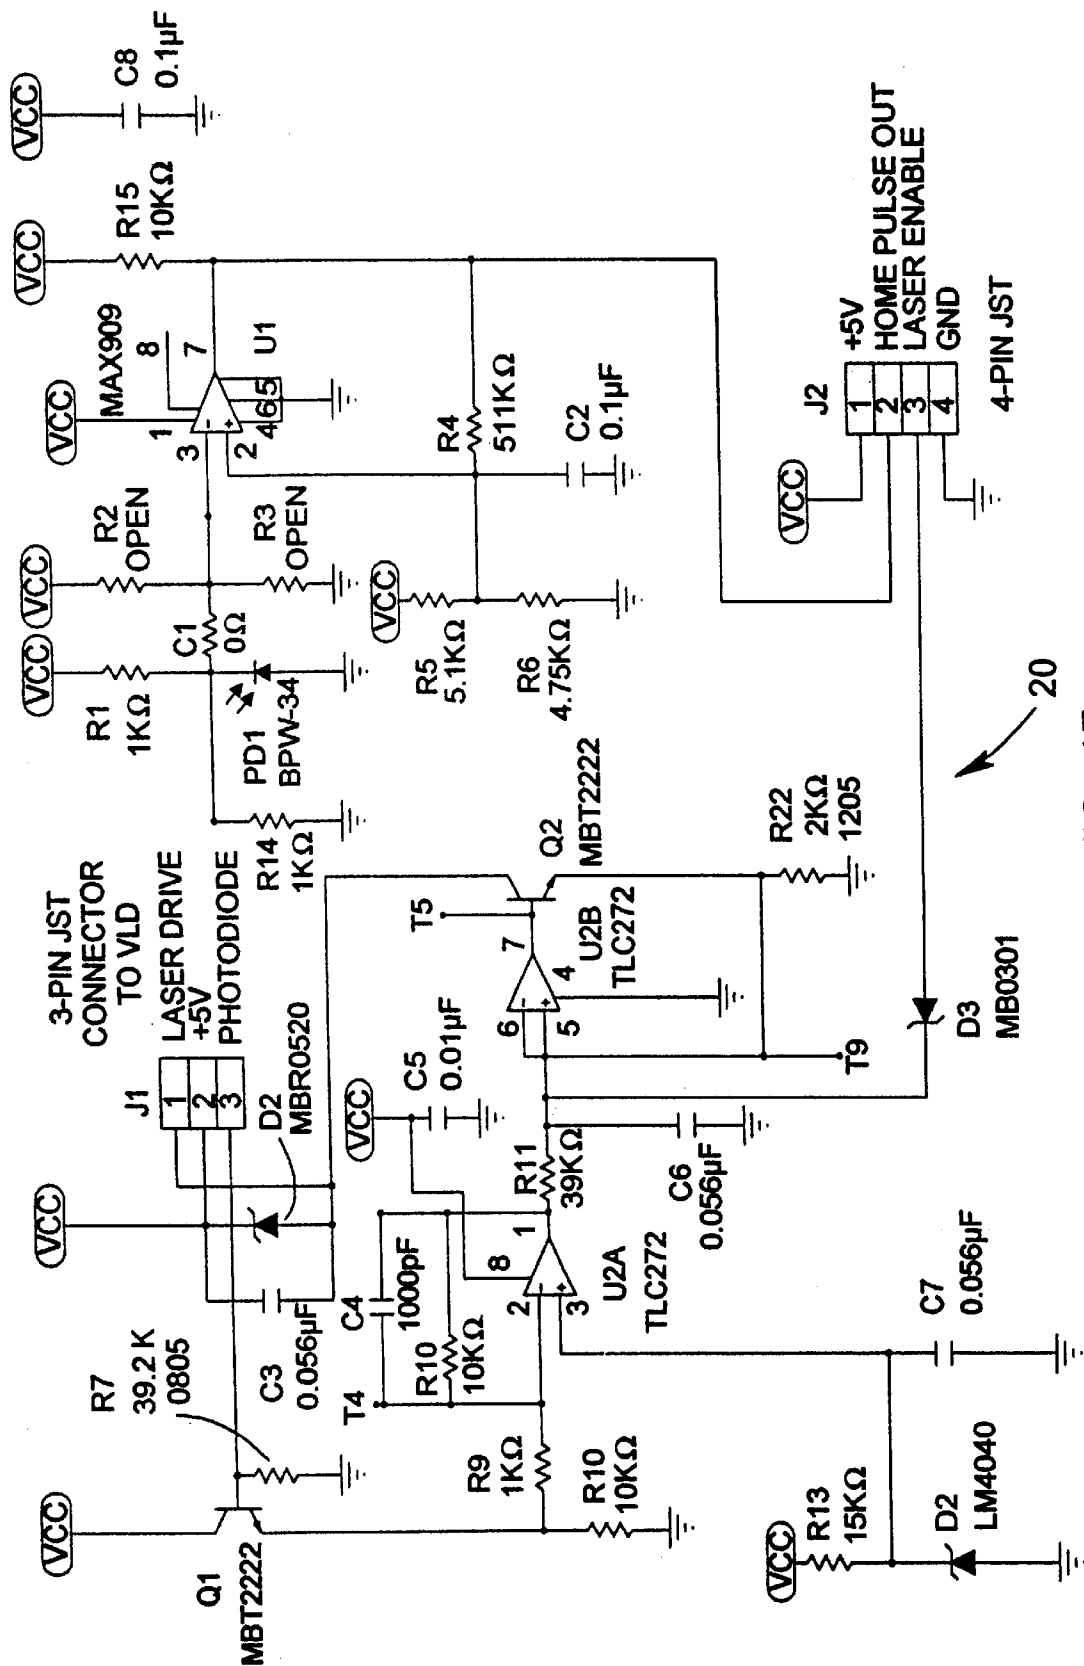 VCC
Q1
MBT2222
R7
39.2 K
0805
VCC
C3
0.056µF
D2
MBR0520
J1
1
2
3
3-PIN JST
CONNECTOR
TO VLD
LASER DRIVE
+5V
PHOTODIODE
R14
1KΩ
PD1
BPW-34
VCC
R1
1KΩ
C1
0Ω
VCC
R2
OPEN
R3
OPEN
VCC
MAX909
1
8
3
2
7
4
6
5
U1
VCC
R15
10KΩ
VCC
C8
0.1µF
R9
1KΩ
R10
10KΩ
T4
R10
10KΩ
C4
1000pF
2
3
8
1
U2A
TLC272
VCC
C5
0.01µF
R11
39KΩ
C6
0.056µF
6
5
7
4
U2B
TLC272
T5
Q2
MBT2222
R22
2KΩ
1205
T9
VCC
R5
5.1KΩ
R6
4.75KΩ
R4
511KΩ
C2
0.1µF
VCC
R13
15KΩ
D2
LM4040
C7
0.056µF
D3
MB0301
20
VCC
J2
1
2
3
4
+5V
HOME PULSE OUT
LASER ENABLE
GND
4-PIN JST